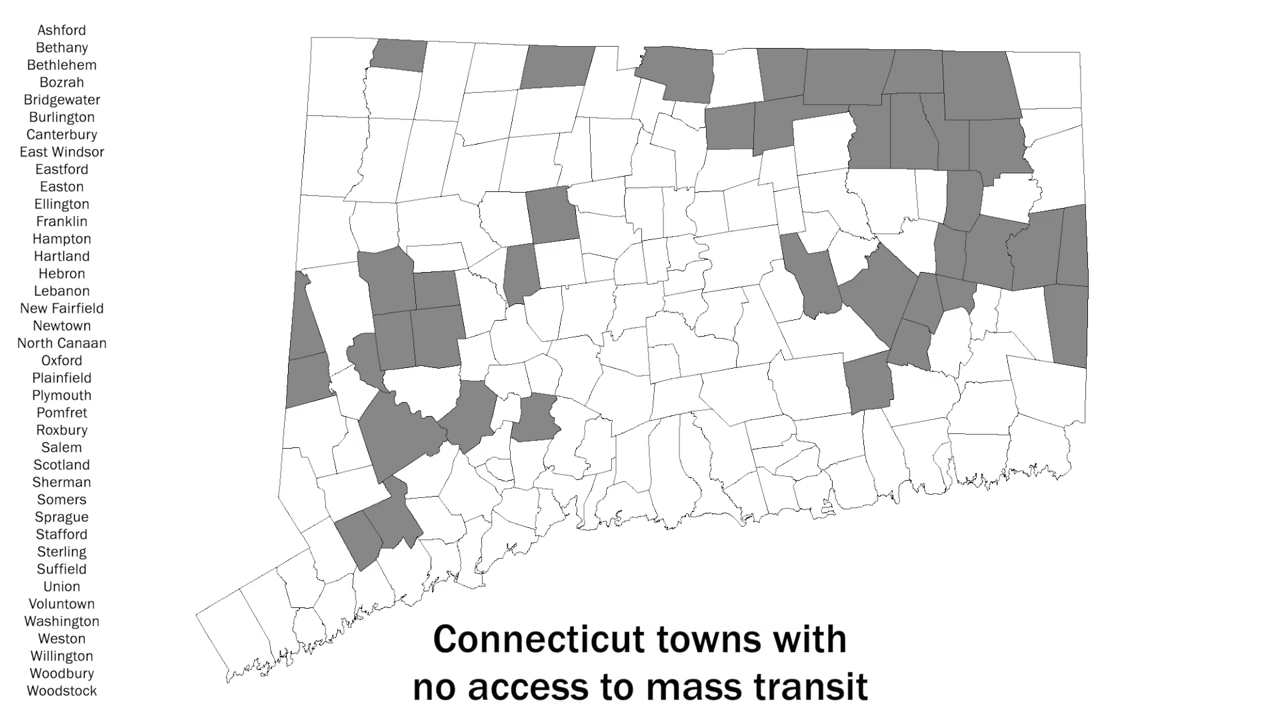 Ashford
Bethany
Bethlehem
Bozrah
Bridgewater
Burlington
Canterbury
East Windsor
Eastford
Easton
Ellington
Franklin
Hampton
Hartland
Hebron
Lebanon
New Fairfield
Newtown
North Canaan
Oxford
Plainfield
Plymouth
Pomfret
Roxbury
Salem
Scotland
Sherman
Somers
Sprague
Stafford
Sterling
Suffield
Union
Voluntown
Washington
Weston
Willington
Woodbury
Woodstock
Connecticut towns with
no access to mass transit